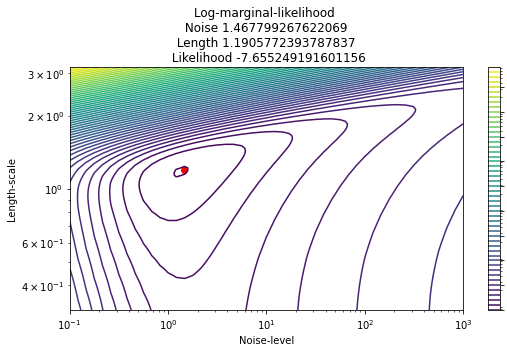 Log-marginal-likelihood
Noise 1.467799267622069
Length 1.1905772393787837
Likelihood -7.655249191601156
3 × 10⁰
2 × 10⁰
10⁰
6 × 10⁻¹
4 × 10⁻¹
Length-scale
10⁻¹ 10⁰ 10¹ 10² 10³
Noise-level